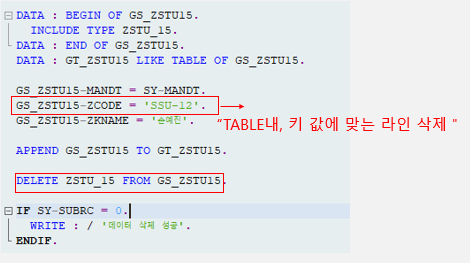 DATA : BEGIN OF GS_ZSTU15.
INCLUDE TYPE ZSTU_15.
DATA : END OF GS_ZSTU15.
DATA : GT_ZSTU15 LIKE TABLE OF GS_ZSTU15.
GS_ZSTU15-MANDT = SY-MANDT.
GS_ZSTU15-ZCODE = 'SSU-12'.
GS_ZSTU15-ZKNAME = '손예진'.
"TABLE내, 키 값에 맞는 라인 삭제 "
APPEND GS_ZSTU15 TO GT_ZSTU15.
DELETE ZSTU_15 FROM GS_ZSTU15.
IF SY-SUBRC = 0.
WRITE : / '데이터 삭제 성공'.
ENDIF.